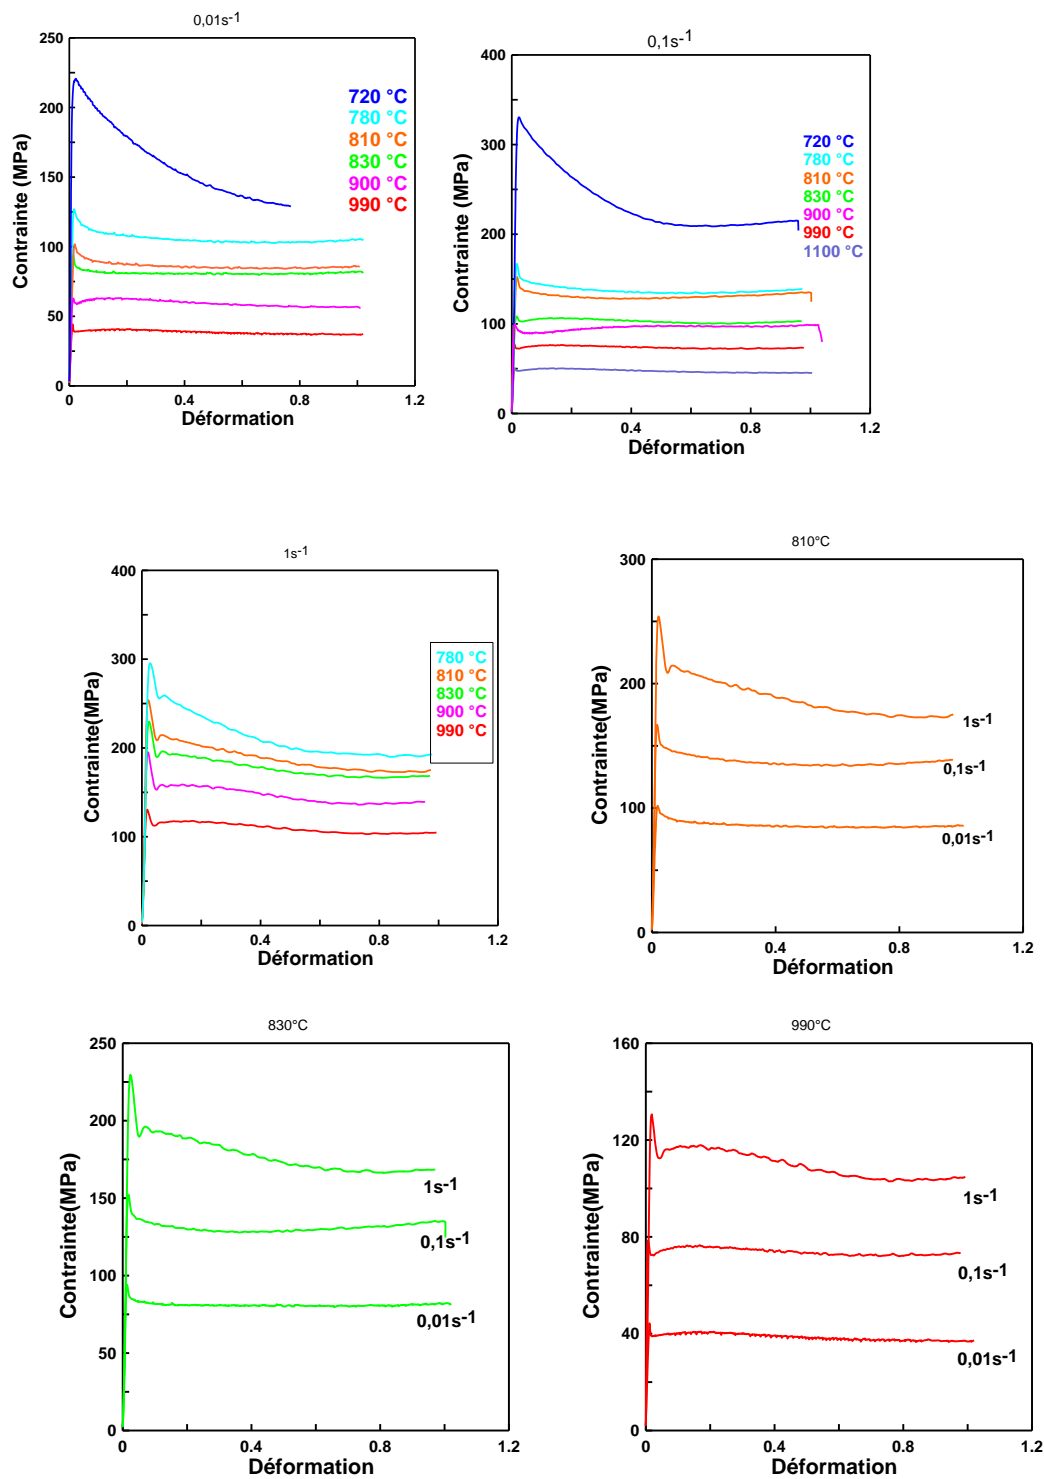 0,01s-1
250
200
150
100
50
0
0
0.4
0.8
1.2
Contrainte (MPa)
Déformation
720 °C
780 °C
810 °C
830 °C
900 °C
990 °C
0,1s-1
400
300
200
100
0
0
0.4
0.8
1.2
Contrainte (MPa)
Déformation
720 °C
780 °C
810 °C
830 °C
900 °C
990 °C
1100 °C
1s-1
400
300
200
100
0
0
0.4
0.8
1.2
Contrainte(MPa)
Déformation
780 °C
810 °C
830 °C
900 °C
990 °C
810°C
300
200
100
0
0
0.4
0.8
1.2
Contrainte(MPa)
Déformation
1s-1
0,1s-1
0,01s-1
830°C
250
200
150
100
50
0
0
0.4
0.8
1.2
Contrainte(MPa)
Déformation
1s-1
0,1s-1
0,01s-1
990°C
160
120
80
40
0
0
0.4
0.8
1.2
Contrainte(MPa)
Déformation
1s-1
0,1s-1
0,01s-1